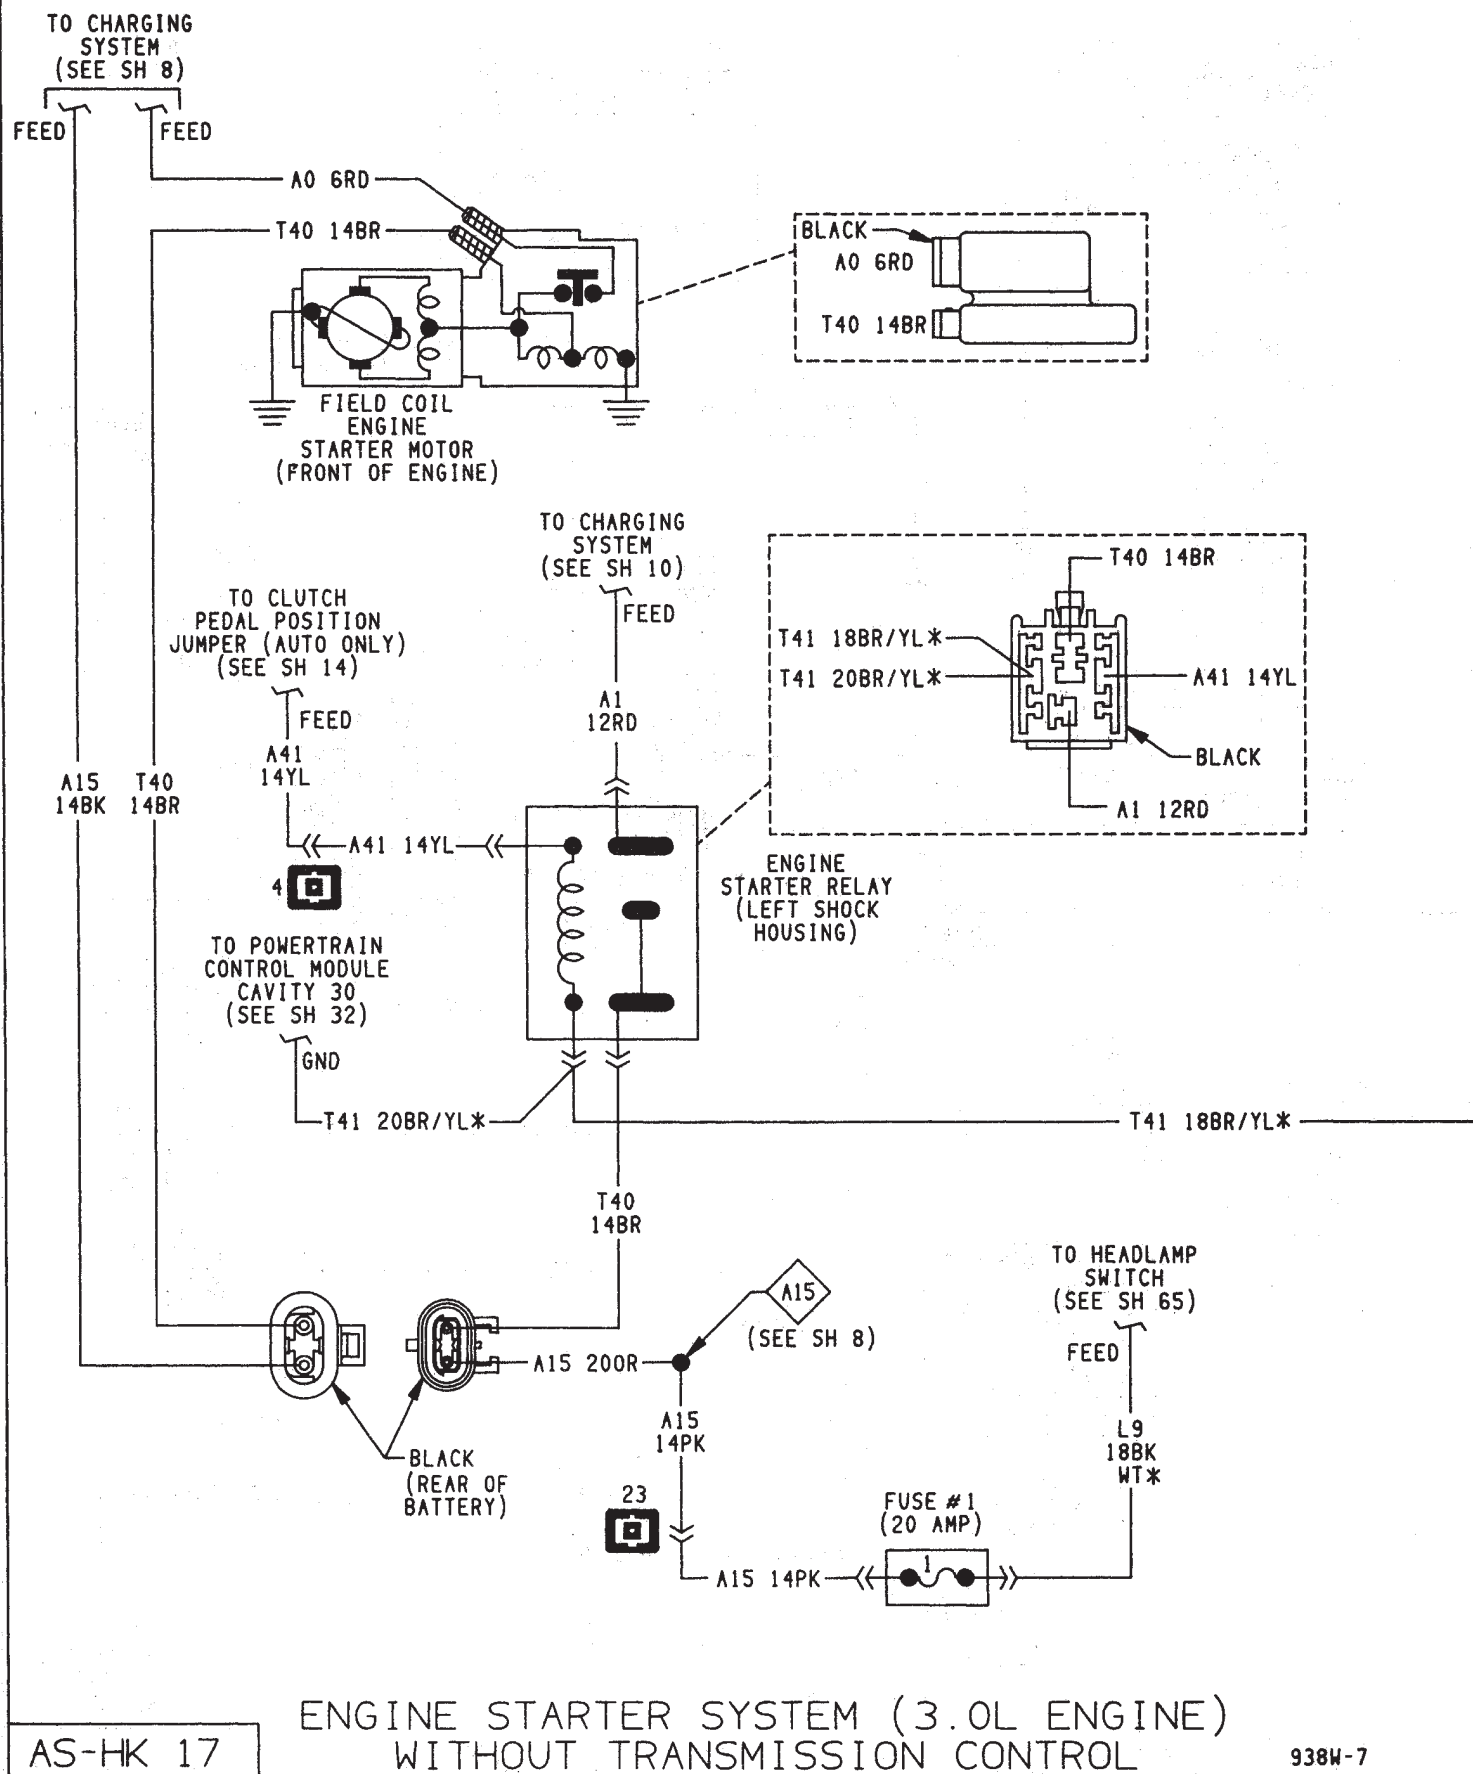 TO CHARGING
SYSTEM
(SEE SH 8)
FEED
FEED
A0 6RD
T40 14BR
BLACK
A0 6RD
T40 14BR
FIELD COIL
ENGINE
STARTER MOTOR
(FRONT OF ENGINE)
TO CHARGING
SYSTEM
(SEE SH 10)
FEED
TO CLUTCH
PEDAL POSITION
JUMPER (AUTO ONLY)
(SEE SH 14)
FEED
A1
12RD
A41
14YL
T40 14BR
T41 18BR/YL*
T41 20BR/YL*
A41 14YL
BLACK
A1 12RD
A15
14BK
T40
14BR
A41 14YL
4
ENGINE
STARTER RELAY
(LEFT SHOCK
HOUSING)
TO POWERTRAIN
CONTROL MODULE
CAVITY 30
(SEE SH 32)
GND
T41 20BR/YL*
T41 18BR/YL*
T40
14BR
TO HEADLAMP
SWITCH
(SEE SH 65)
FEED
A15
(SEE SH 8)
A15 20OR
A15
14PK
L9
18BK
WT*
BLACK
(REAR OF
BATTERY)
23
FUSE #1
(20 AMP)
1
A15 14PK
ENGINE STARTER SYSTEM (3.0L ENGINE)
WITHOUT TRANSMISSION CONTROL
AS-HK 17
938W-7